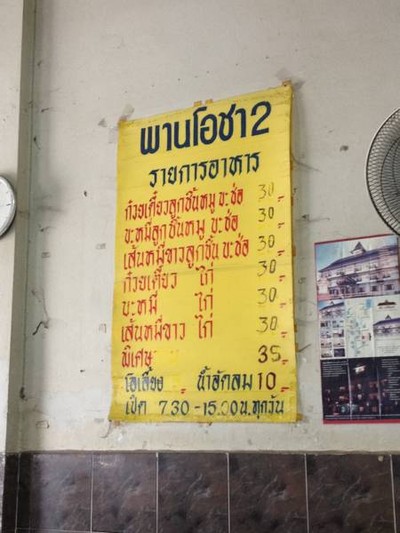 พานโอชา2
รายการอาหาร
ก๋วยเตี๋ยวลูกชิ้นหมู บะช่อ 30.-
บะหมี่ลูกชิ้นหมู บะช่อ 30.-
เส้นหมี่ขาวลูกชิ้น บะช่อ 30.-
ก๋วยเตี๋ยว ไก่ 30.-
บะหมี่ ไก่ 30.-
เส้นหมี่ขาว ไก่ 30.-
พิเศษ 35.-
โอเลี้ยง - น้ำอัดลม 10.-
เปิด 7.30-15.00 น. ทุกวัน